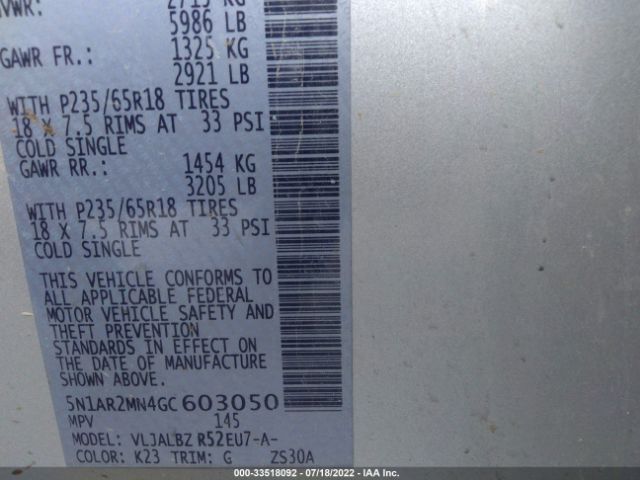 GVWR: 2715 KG
5986 LB
GAWR FR.: 1325 KG
2921 LB
WITH P235/65R18 TIRES
18 X 7.5 RIMS AT 33 PSI
COLD SINGLE
GAWR RR.: 1454 KG
3205 LB
WITH P235/65R18 TIRES
18 X 7.5 RIMS AT 33 PSI
COLD SINGLE
THIS VEHICLE CONFORMS TO
ALL APPLICABLE FEDERAL
MOTOR VEHICLE SAFETY AND
THEFT PREVENTION
STANDARDS IN EFFECT ON
THE DATE OF MANUFACTURE
SHOWN ABOVE.
5N1AR2MN4GC603050
MPV 145
MODEL: VLJALBZ R52EU7-A-
COLOR: K23 TRIM: G ZS30A
000-33518092 / 07/18/2022 - IAA Inc.